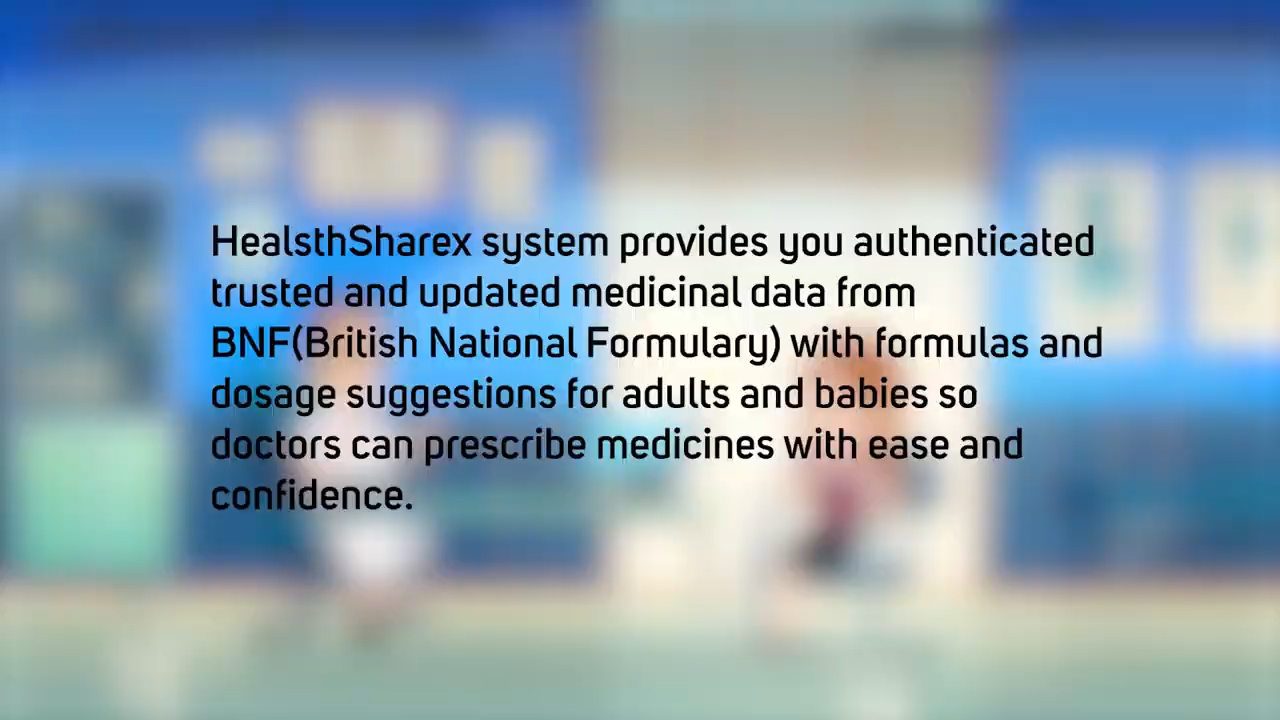 HealsthSharex system provides you authenticated
trusted and updated medicinal data from
BNF(British National Formulary) with formulas and
dosage suggestions for adults and babies so
doctors can prescribe medicines with ease and
confidence.